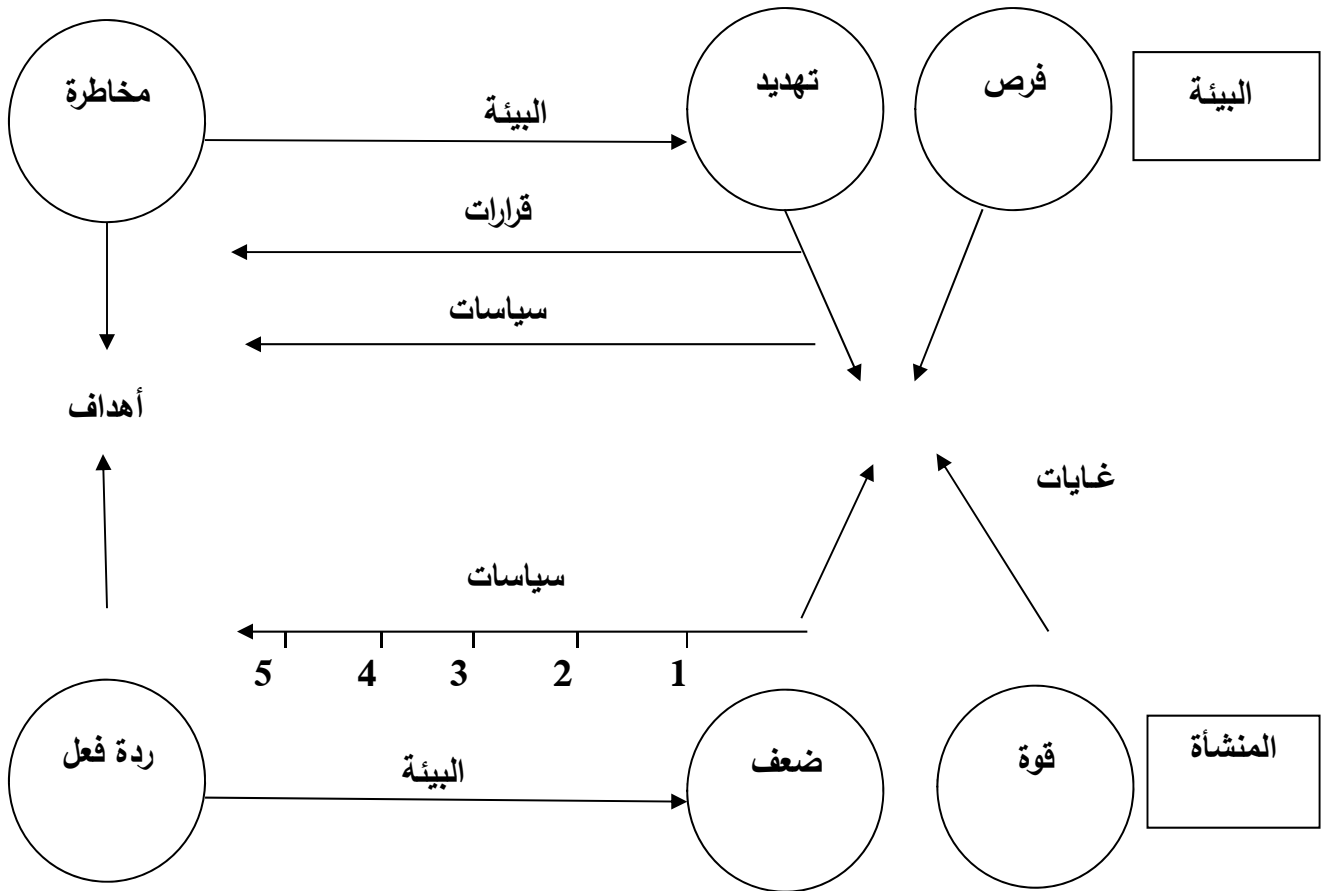 البيئة
فرص
تهديد
مخاطرة
البيئة
قرارات
سياسات
أهداف
غايات
سياسات
1 2 3 4 5
المنشأة
قوة
ضعف
البيئة
ردة فعل